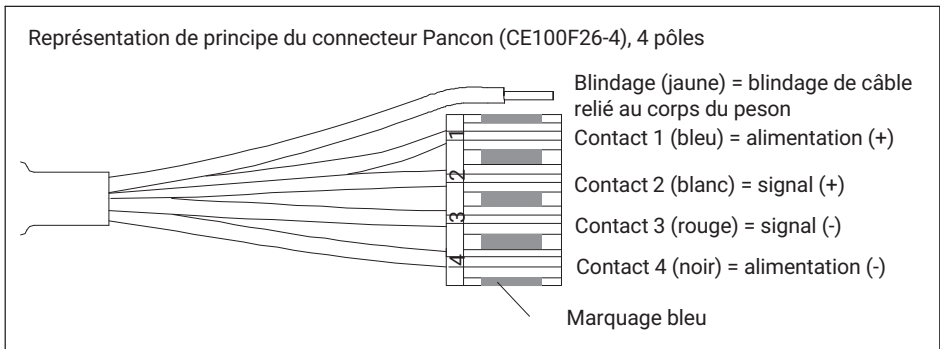 Représentation de principe du connecteur Pancon (CE100F26-4), 4 pôles
Blindage (jaune) = blindage de câble
relié au corps du peson
1
Contact 1 (bleu) = alimentation (+)
2
Contact 2 (blanc) = signal (+)
3
Contact 3 (rouge) = signal (-)
4
Contact 4 (noir) = alimentation (-)
Marquage bleu